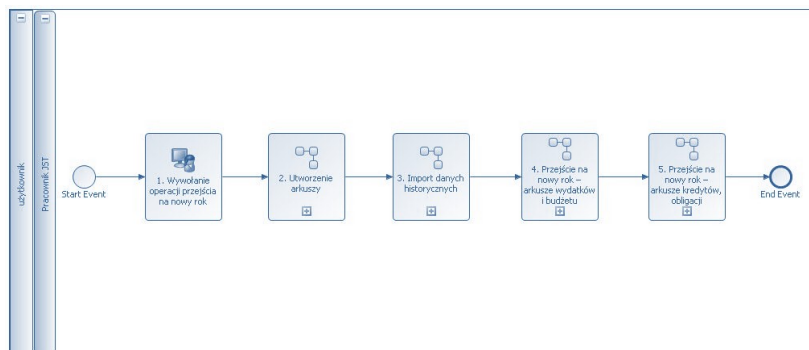 użytkownik
Pracownik JST
Start Event
1. Wywołanie
operacji przejścia
na nowy rok
2. Utworzenie
arkuszy
3. Import danych
historycznych
4. Przejście na
nowy rok –
arkusze wydatków
i budżetu
5. Przejście na
nowy rok –
arkusze kredytów,
obligacji
End Event